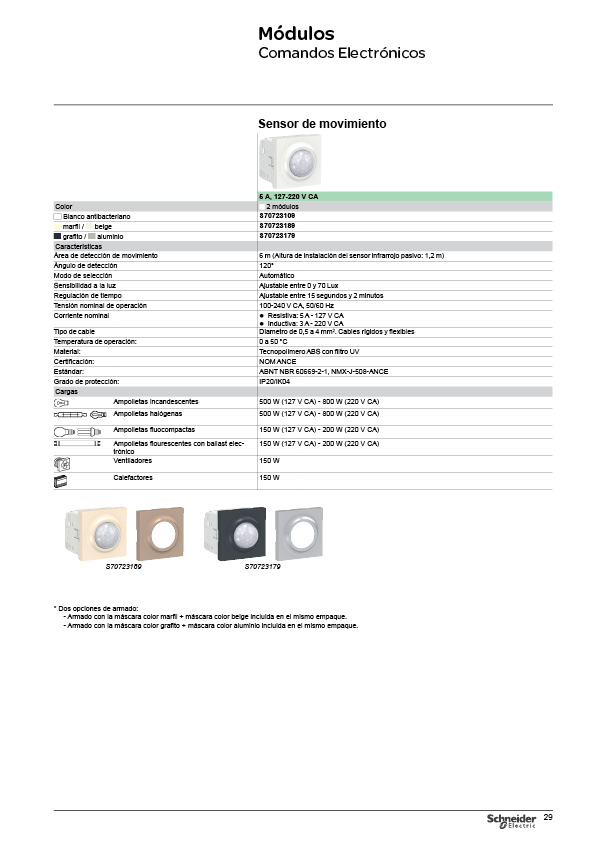 Módulos
Comandos Electrónicos
Sensor de movimiento
5 A, 127-220 V CA
Color 2 módulos
Blanco antibacteriano S70723109
marfil / beige S70723169
grafito / aluminio S70723179
Características
Área de detección de movimiento 6 m (Altura de instalación del sensor infrarrojo pasivo: 1,2 m)
Ángulo de detección 120°
Modo de selección Automático
Sensibilidad a la luz Ajustable entre 0 y 70 Lux
Regulación de tiempo Ajustable entre 15 segundos y 2 minutos
Tensión nominal de operación 100-240 V CA, 50/60 Hz
Corriente nominal ● Resistiva: 5 A - 127 V CA
● Inductiva: 3 A - 220 V CA
Tipo de cable Diametro de 0,5 a 4 mm². Cables rígidos y flexibles
Temperatura de operación: 0 a 50 °C
Material: Tecnopolímero ABS con filtro UV
Certificación: NOM ANCE
Estándar: ABNT NBR 60669-2-1, NMX-J-508-ANCE
Grado de protección: IP20/IK04
Cargas
Ampolletas incandescentes 500 W (127 V CA) - 800 W (220 V CA)
Ampolletas halógenas 500 W (127 V CA) - 800 W (220 V CA)
Ampolletas fluocompactas 150 W (127 V CA) - 200 W (220 V CA)
Ampolletas flourescentes con ballast elec- 150 W (127 V CA) - 200 W (220 V CA)
trónico
Ventiladores 150 W
Calefactores 150 W
S70723169 S70723179
* Dos opciones de armado:
- Armado con la máscara color marfil + máscara color beige incluida en el mismo empaque.
- Armado con la máscara color grafito + máscara color aluminio incluida en el mismo empaque.
Schneider Electric 29